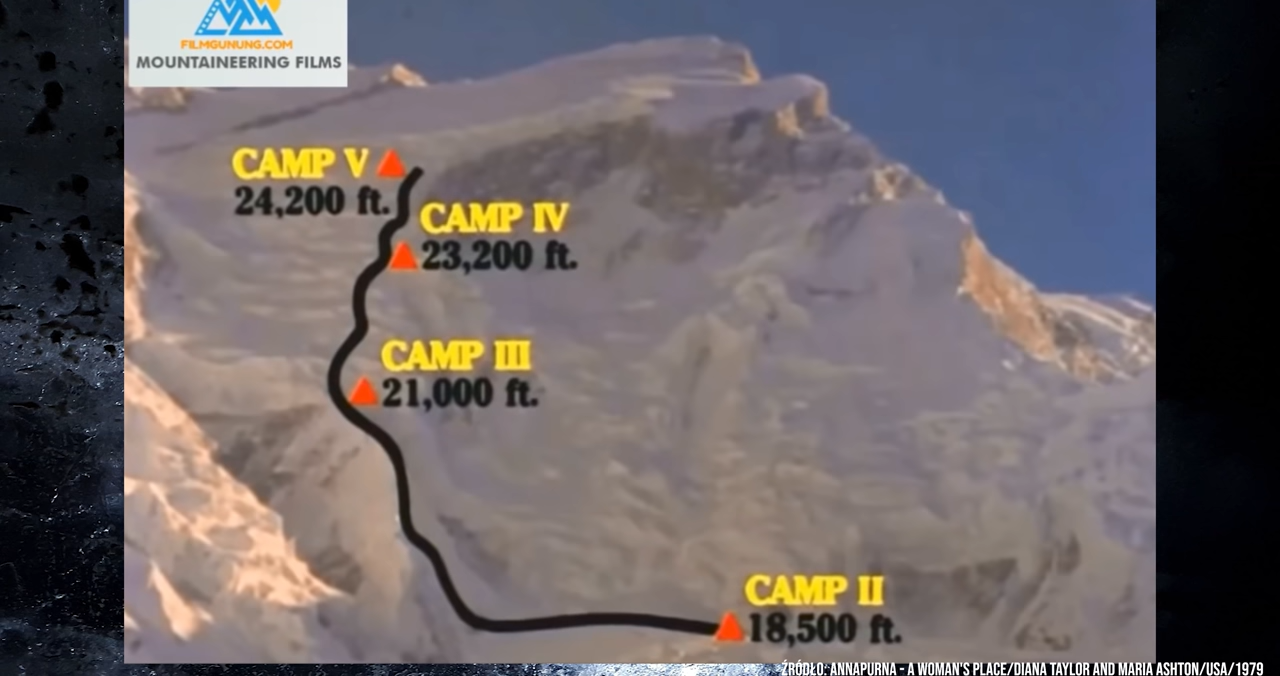 FILMGUNUNG.COM
MOUNTAINEERING FILMS
CAMP V
24,200 ft.
CAMP IV
23,200 ft.
CAMP III
21,000 ft.
CAMP II
18,500 ft.
ŹRÓDŁO: ANNAPURNA - A WOMAN'S PLACE/DIANA TAYLOR AND MARIA ASHTON/USA/1979